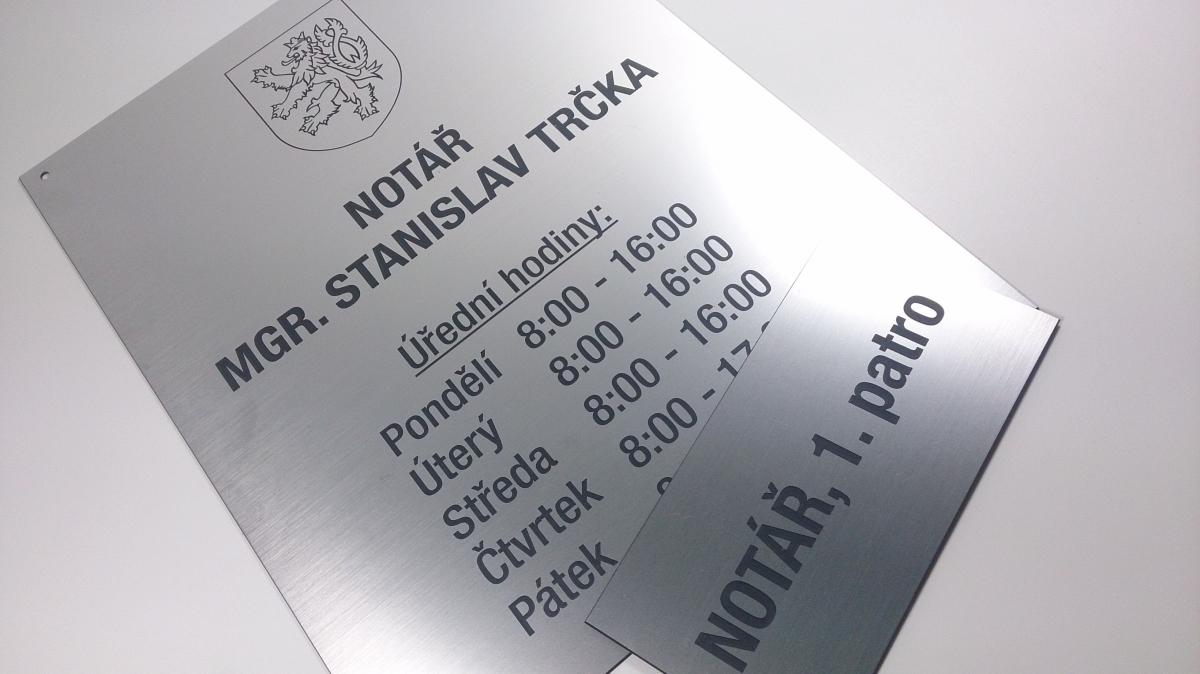 NOTÁŘ
MGR. STANISLAV TRČKA
Úřední hodiny:
Pondělí 8:00 - 16:00
Úterý 8:00 - 16:00
Středa 8:00 - 16:00
Čtvrtek 8:00 - 17
Pátek
NOTÁŘ, 1. patro